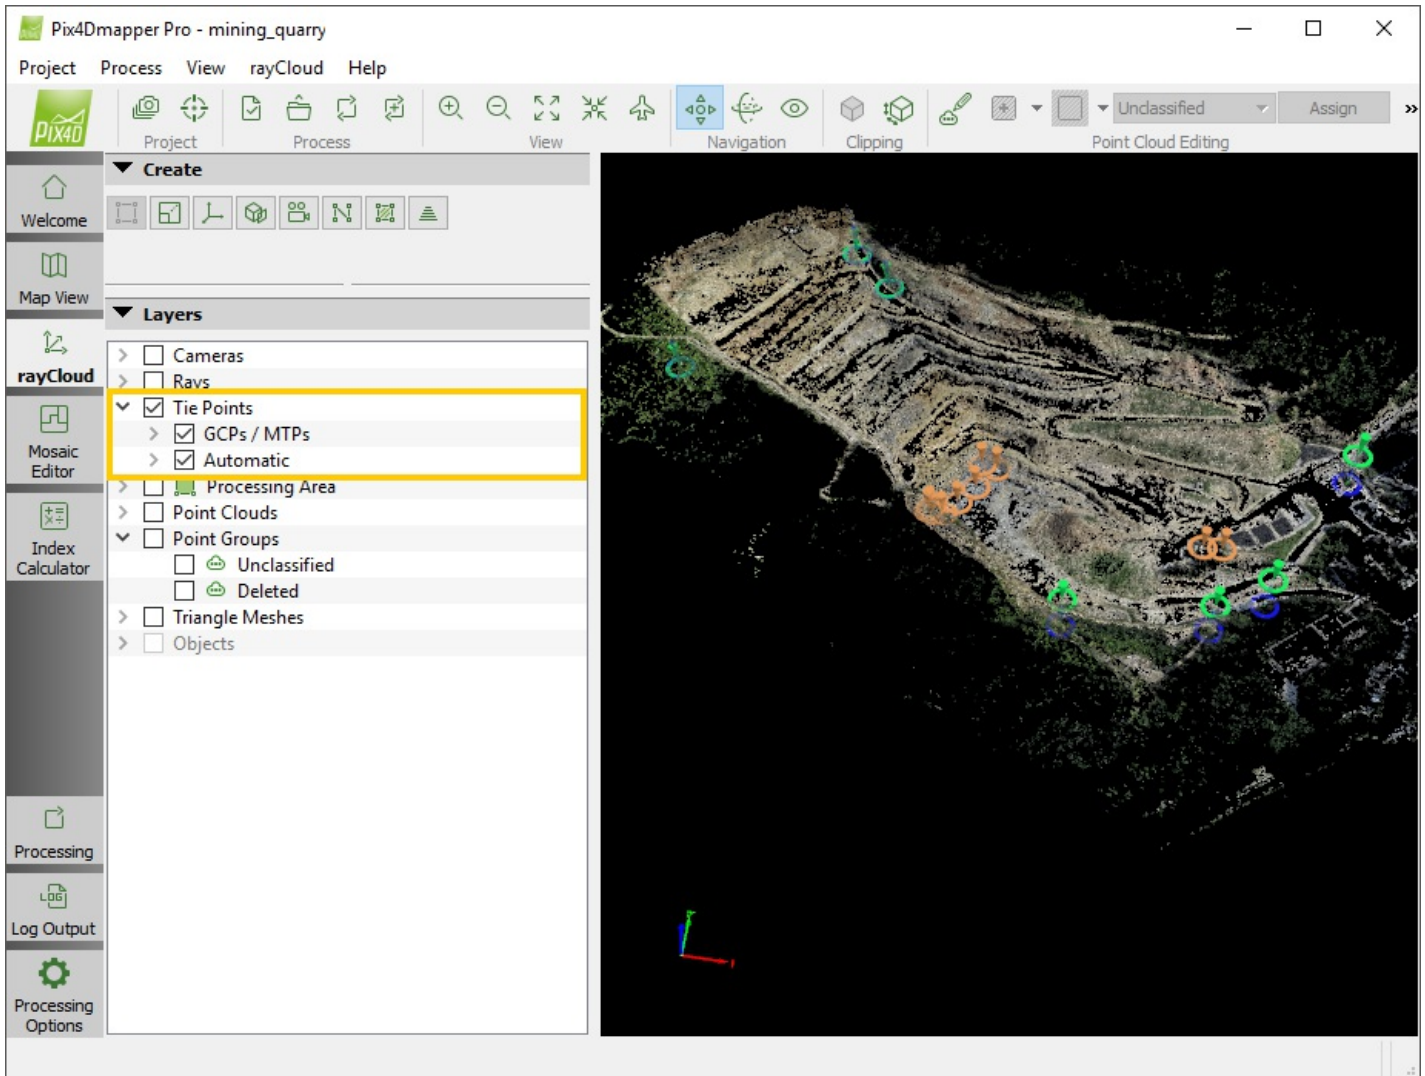 Pix4Dmapper Pro - mining_quarry
Project Process View rayCloud Help
PIX4D
Unclassified
Assign
»
Project
Process
View
Navigation
Clipping
Point Cloud Editing
Welcome
Map View
rayCloud
Mosaic
Editor
Index
Calculator
Processing
LOG
Log Output
Processing
Options
Create
Layers
Cameras
Rays
Tie Points
GCPs / MTPs
Automatic
Processing Area
Point Clouds
Point Groups
Unclassified
Deleted
Triangle Meshes
Objects